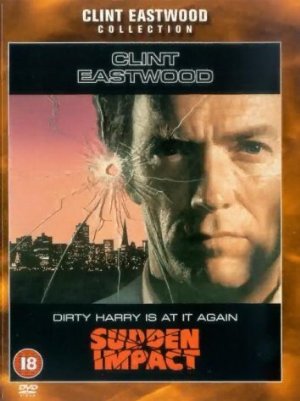 CLINT EASTWOOD
COLLECTION
CLINT
EASTWOOD
DIRTY HARRY IS AT IT AGAIN
SUDDEN
IMPACT
18
DVD